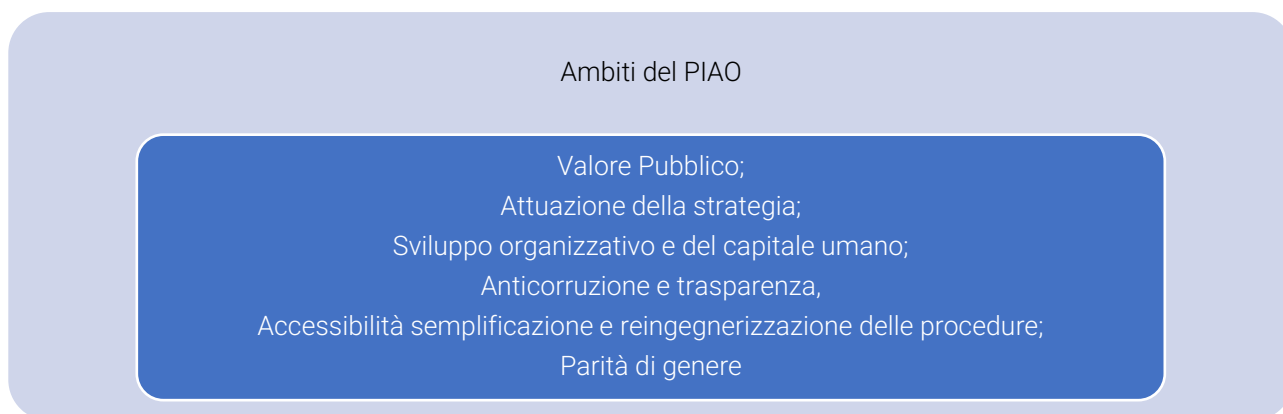 Ambiti del PIAO
Valore Pubblico;
Attuazione della strategia;
Sviluppo organizzativo e del capitale umano;
Anticorruzione e trasparenza,
Accessibilità semplificazione e reingegnerizzazione delle procedure;
Parità di genere